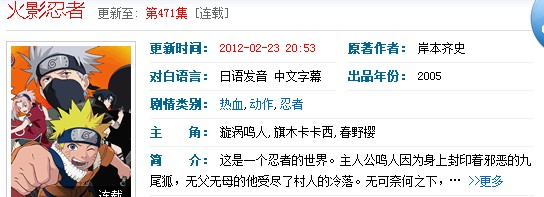 火影忍者 更新至：第471集 [连载]
更新时间： 2012-02-23 20:53 原著作者： 岸本齐史
对白语言： 日语发音 中文字幕 出品年份： 2005
剧情类别： 热血,动作,忍者
主 角： 漩涡鸣人,旗木卡卡西,春野樱
简 介： 这是一个忍者的世界。主人公鸣人因为身上封印着邪恶的九
尾狐，无父无母的他受尽了村人的冷落。无可奈何之下，… >>更多
连载